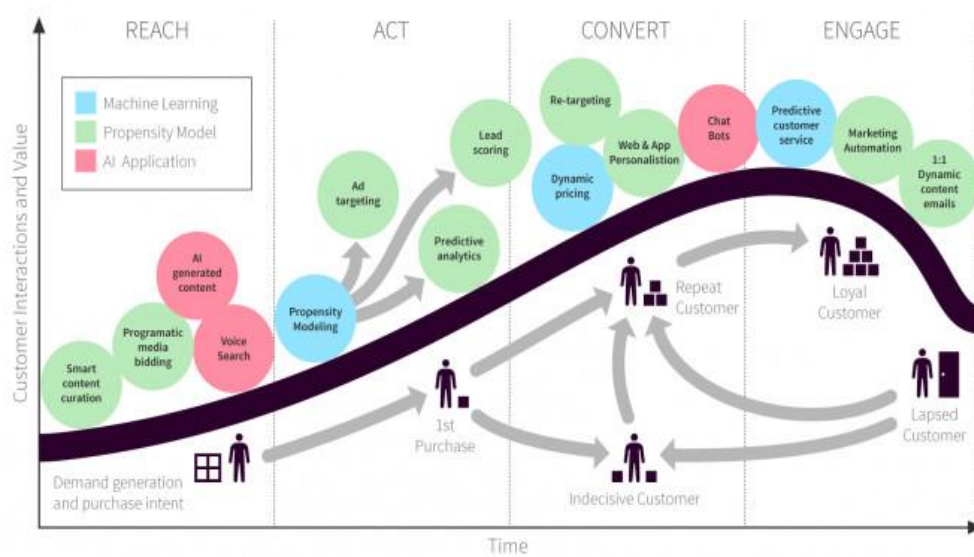 REACH
ACT
CONVERT
ENGAGE
Customer Interactions and Value
Machine Learning
Propensity Model
AI Application
Smart
content
curation
Programatic
media
bidding
AI
generated
content
Voice
Search
Propensity
Modeling
Ad
targeting
Lead
scoring
Predictive
analytics
Re-targeting
Dynamic
pricing
Web & App
Personalistion
Chat
Bots
Predictive
customer
service
Marketing
Automation
1:1
Dynamic
content
emails
Demand generation
and purchase intent
1st
Purchase
Repeat
Customer
Indecisive Customer
Loyal
Customer
Lapsed
Customer
Time